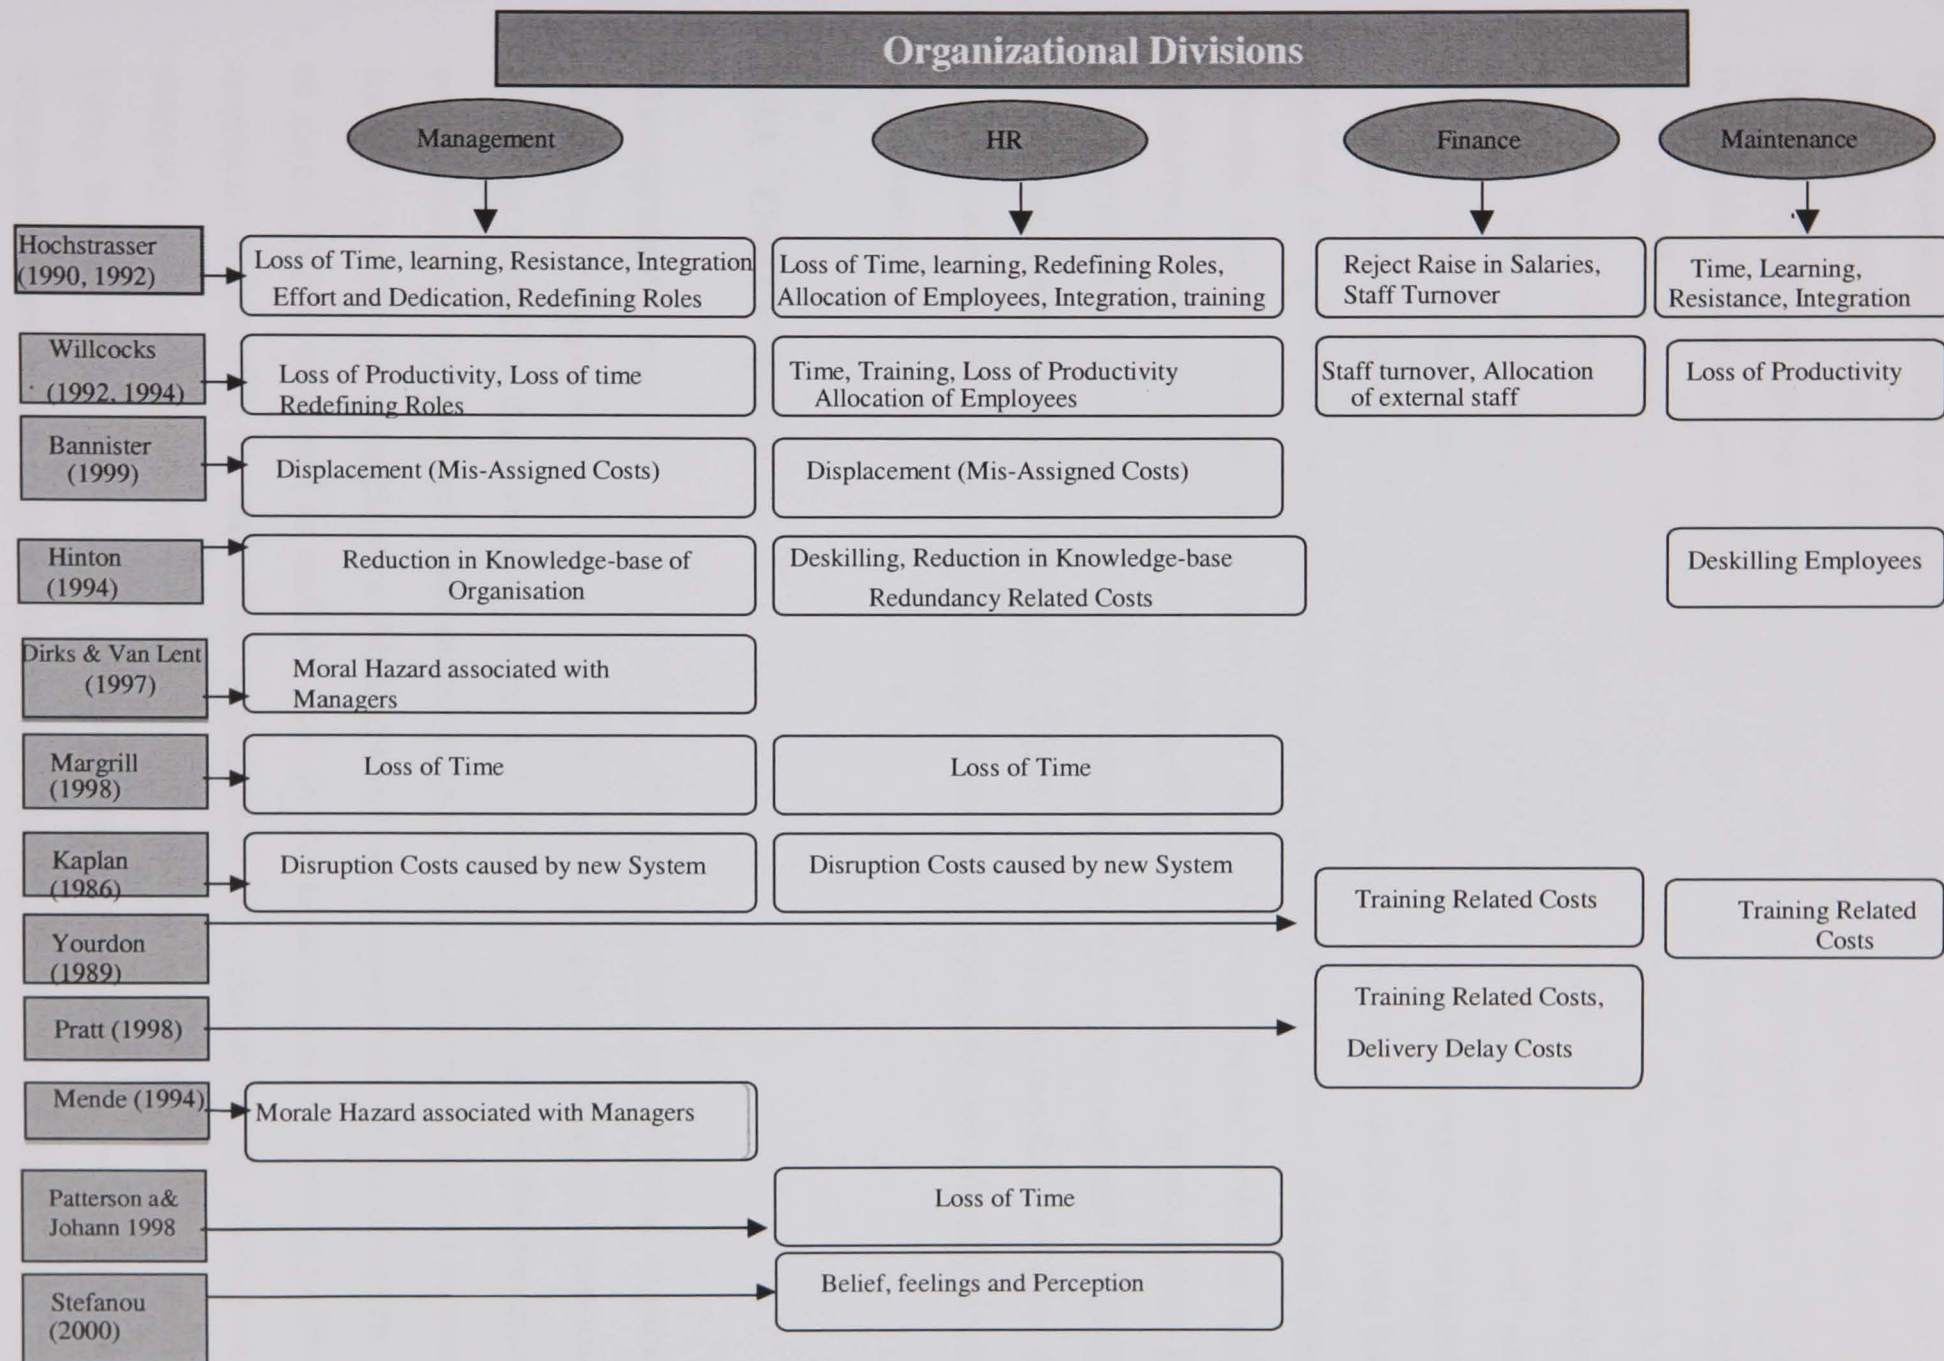 Organizational Divisions
Management
HR
Finance
Maintenance
Hochstrasser
(1990, 1992)
Loss of Time, learning, Resistance, Integration
Effort and Dedication, Redefining Roles
Loss of Time, learning, Redefining Roles,
Allocation of Employees, Integration, training
Reject Raise in Salaries,
Staff Turnover
Time, Learning,
Resistance, Integration
Willcocks
(1992, 1994)
Loss of Productivity, Loss of time
Redefining Roles
Time, Training, Loss of Productivity
Allocation of Employees
Staff turnover, Allocation
of external staff
Loss of Productivity
Bannister
(1999)
Displacement (Mis-Assigned Costs)
Displacement (Mis-Assigned Costs)
Hinton
(1994)
Reduction in Knowledge-base of
Organisation
Deskilling, Reduction in Knowledge-base
Redundancy Related Costs
Deskilling Employees
Dirks & Van Lent
(1997)
Moral Hazard associated with
Managers
Margrill
(1998)
Loss of Time
Loss of Time
Kaplan
(1986)
Disruption Costs caused by new System
Disruption Costs caused by new System
Training Related Costs
Training Related
Costs
Yourdon
(1989)
Pratt (1998)
Training Related Costs,
Delivery Delay Costs
Mende (1994)
Morale Hazard associated with Managers
Patterson a&
Johann 1998
Loss of Time
Stefanou
(2000)
Belief, feelings and Perception